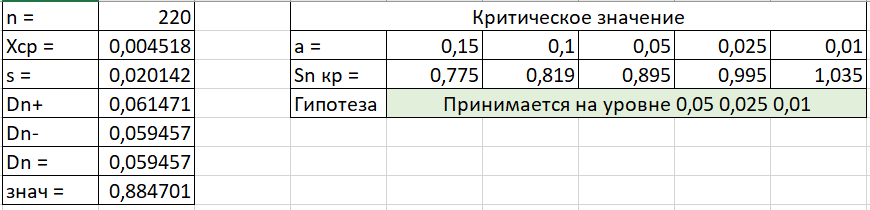 n = 220 Критическое значение
Xср = 0,004518 a = 0,15 0,1 0,05 0,025 0,01
s = 0,020142 Sn кр = 0,775 0,819 0,895 0,995 1,035
Dn+ 0,061471 Гипотеза Принимается на уровне 0,05 0,025 0,01
Dn- 0,059457
Dn = 0,059457
знач = 0,884701